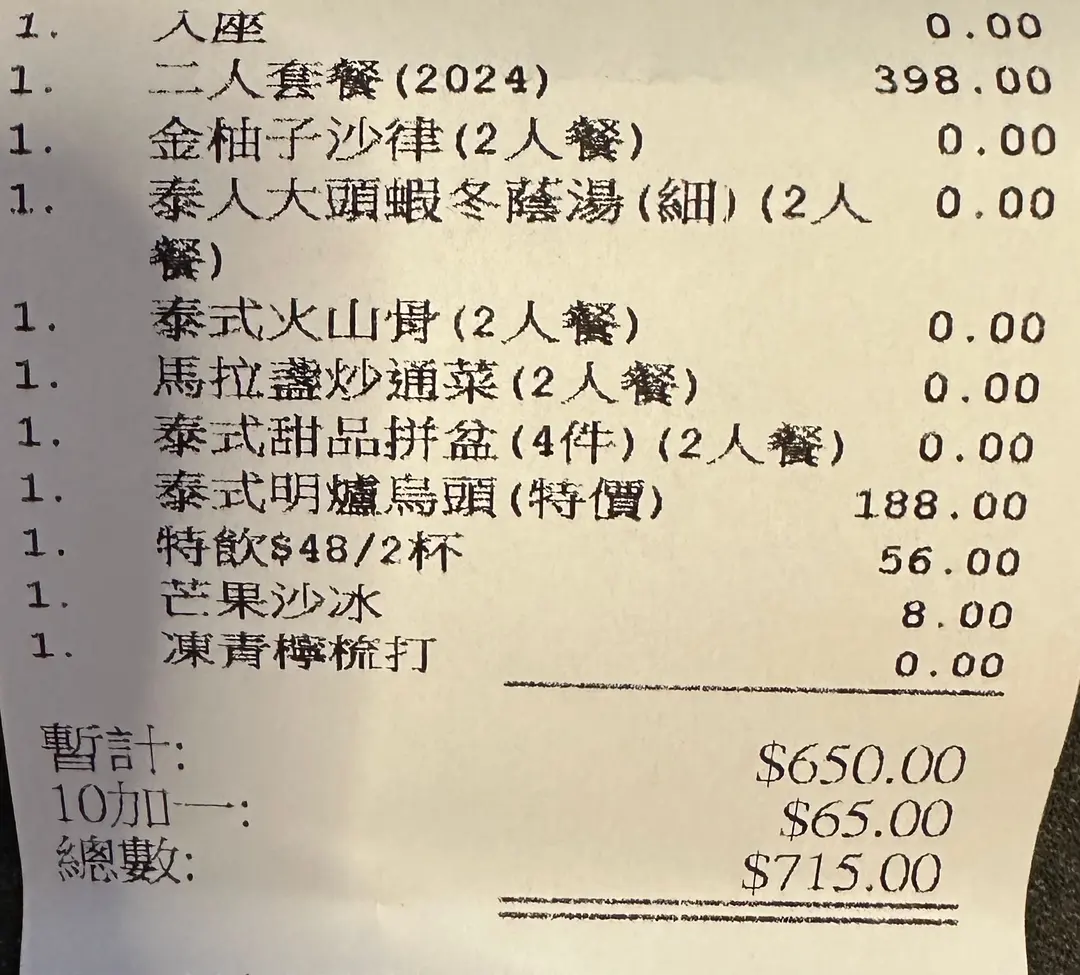 1. 入座 0.00
1. 二人套餐(2024) 398.00
1. 金柚子沙律(2人餐) 0.00
1. 泰人大頭蝦冬蔭湯(細)(2人 0.00
餐)
1. 泰式火山骨(2人餐) 0.00
1. 馬拉盞炒通菜(2人餐) 0.00
1. 泰式甜品拼盆(4件)(2人餐) 0.00
1. 泰式明爐烏頭(特價) 188.00
1. 特飲$48/2杯 56.00
1. 芒果沙冰 8.00
1. 凍青檸梳打 0.00
暫計: $650.00
10加一: $65.00
總數: $715.00